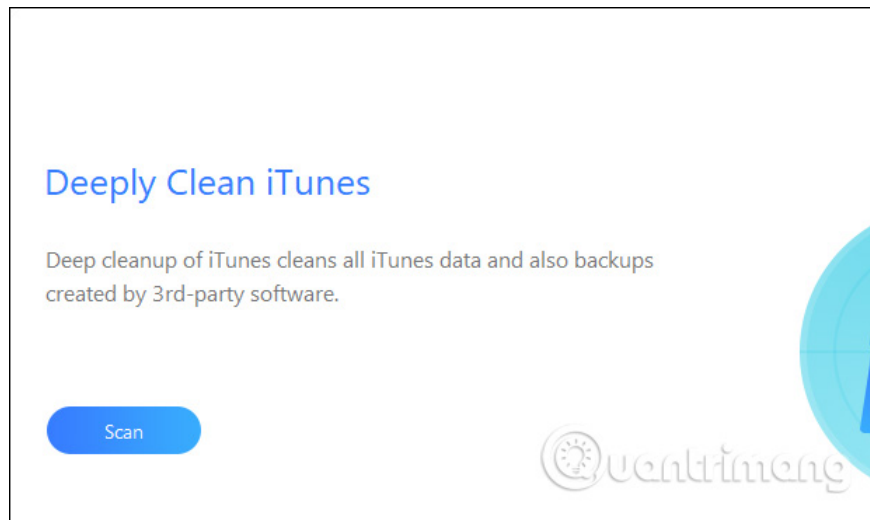 Deeply Clean iTunes
Deep cleanup of iTunes cleans all iTunes data and also backups
created by 3rd-party software.
Scan
Quantrimang